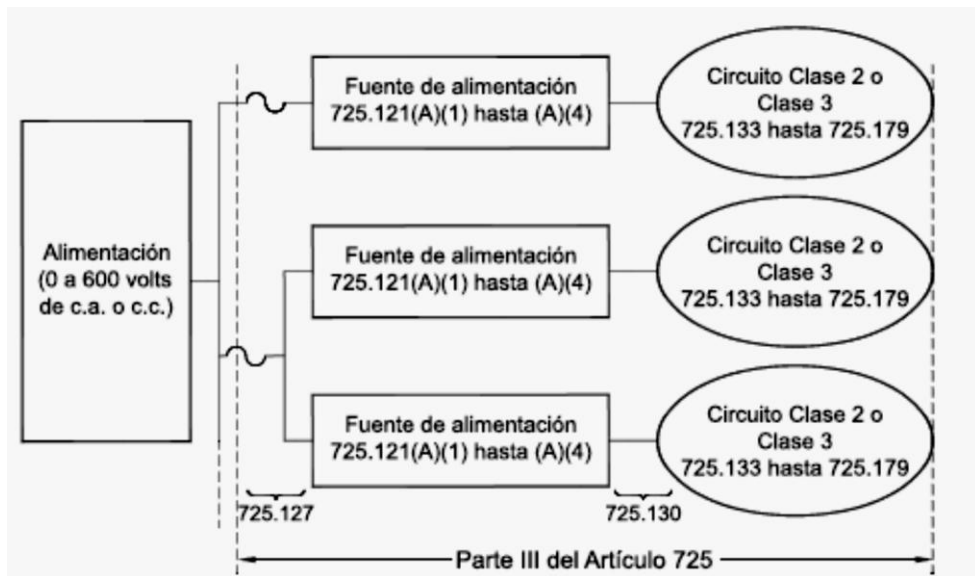 Fuente de alimentación
725.121(A)(1) hasta (A)(4)
Circuito Clase 2 o
Clase 3
725.133 hasta 725.179
Alimentación
(0 a 600 volts
de c.a. o c.c.)
Fuente de alimentación
725.121(A)(1) hasta (A)(4)
Circuito Clase 2 o
Clase 3
725.133 hasta 725.179
Fuente de alimentación
725.121(A)(1) hasta (A)(4)
Circuito Clase 2 o
Clase 3
725.133 hasta 725.179
725.127
725.130
Parte III del Artículo 725